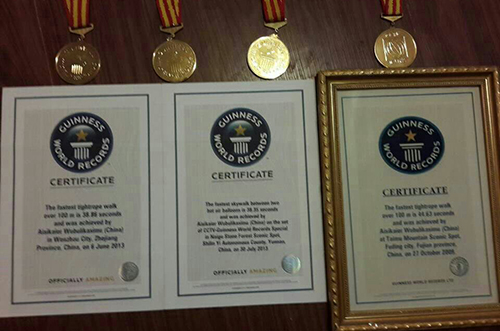 GUINNESS
WORLD RECORDS
CERTIFICATE
The fastest tightrope walk
over 100 m is 38.86 seconds
and was achieved by
Aisikaier Wubulikasimu (China)
in Wenzhou City, Zhejiang
Province, China, on 6 June 2013
OFFICIALLY AMAZING
GUINNESS
WORLD RECORDS
CERTIFICATE
The fastest skywalk between two
hot air balloons is 38.35 seconds
and was achieved by
Aisikaier Wubulikasimu (China) on the set
of CCTV-Guinness World Records Special
in Naigu Stone Forest Scenic Spot,
Shilin Yi Autonomous County, Yunnan,
China, on 30 July 2013
OFFICIALLY AMAZING
GUINNESS
WORLD RECORDS
CERTIFICATE
The fastest tightrope walk
over 100 m is 44.63 seconds
and was achieved by
Aisikaier Wubulikasimu (China)
at Taimu Mountain Scenic Spot,
Fuding city, Fujian province,
China, on 27 October
GUINNESS WORLD RECORDS LTD